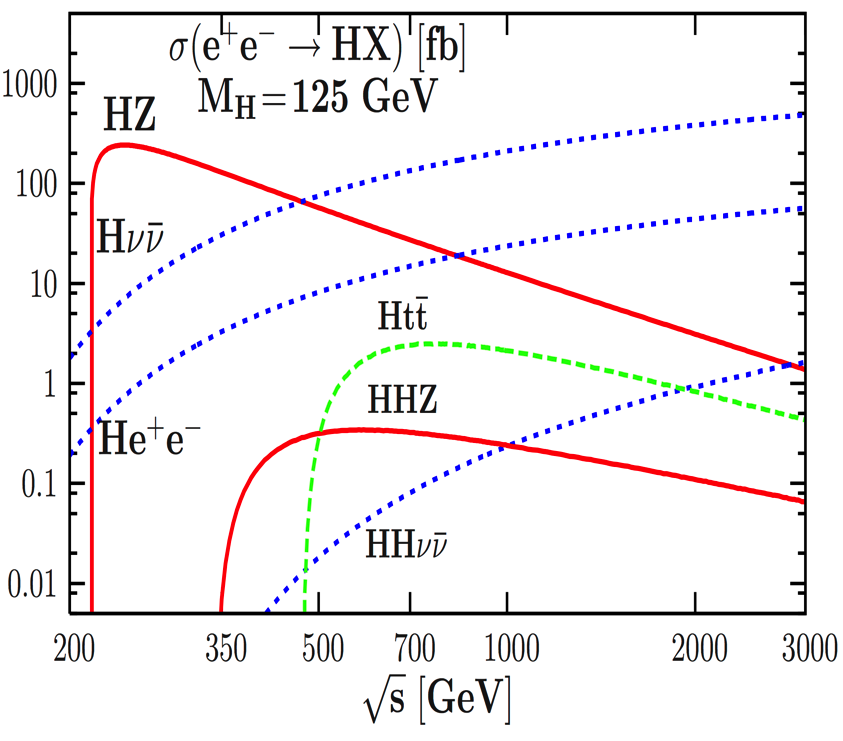 σ(e⁺e⁻ → HX) [fb]
M_H = 125 GeV
1000
HZ
100
Hνν̄
10
Htt̄
1
HHZ
He⁺e⁻
0.1
HHνν̄
0.01
200 350 500 700 1000 2000 3000
√s [GeV]